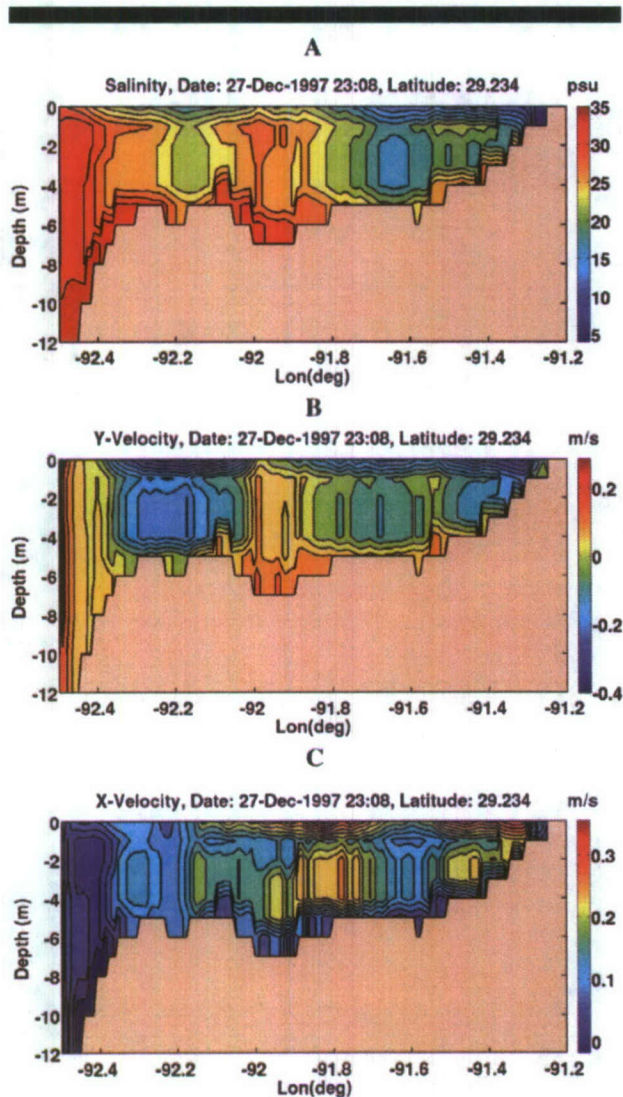 A
Salinity, Date: 27-Dec-1997 23:08, Latitude: 29.234 psu
0
-2
-4
-6
-8
-10
-12
Depth (m)
-92.4 -92.2 -92 -91.8 -91.6 -91.4 -91.2
Lon(deg)
35
30
25
20
15
10
5
B
Y-Velocity, Date: 27-Dec-1997 23:08, Latitude: 29.234 m/s
0
-2
-4
-6
-8
-10
-12
Depth (m)
-92.4 -92.2 -92 -91.8 -91.6 -91.4 -91.2
Lon(deg)
0.2
0
-0.2
-0.4
C
X-Velocity, Date: 27-Dec-1997 23:08, Latitude: 29.234 m/s
0
-2
-4
-6
-8
-10
-12
Depth (m)
-92.4 -92.2 -92 -91.8 -91.6 -91.4 -91.2
Lon(deg)
0.3
0.2
0.1
0